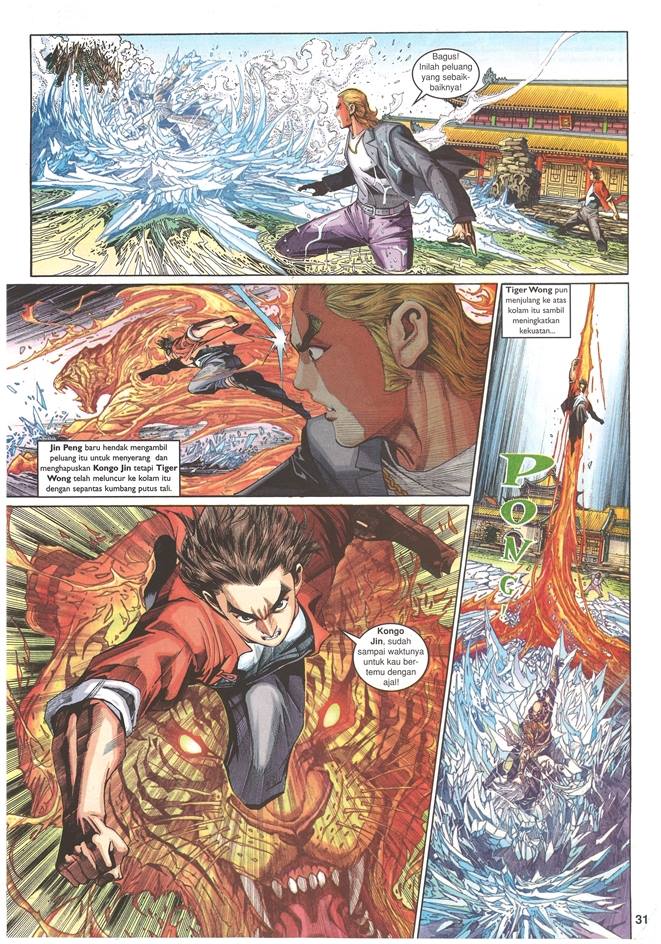 Bagus!
Inilah peluang
yang sebaik-
baiknya!
Jin Peng baru hendak mengambil
peluang itu untuk menyerang dan
menghapuskan Kongo Jin tetapi Tiger
Wong telah meluncur ke kolam itu
dengan sepantas kumbang putus tali.
Tiger Wong pun
menjulang ke atas
kolam itu sambil
meningkatkan
kekuatan...
PONG!
Kongo
Jin, sudah
sampai waktunya
untuk kau ber-
temu dengan
ajal!
31